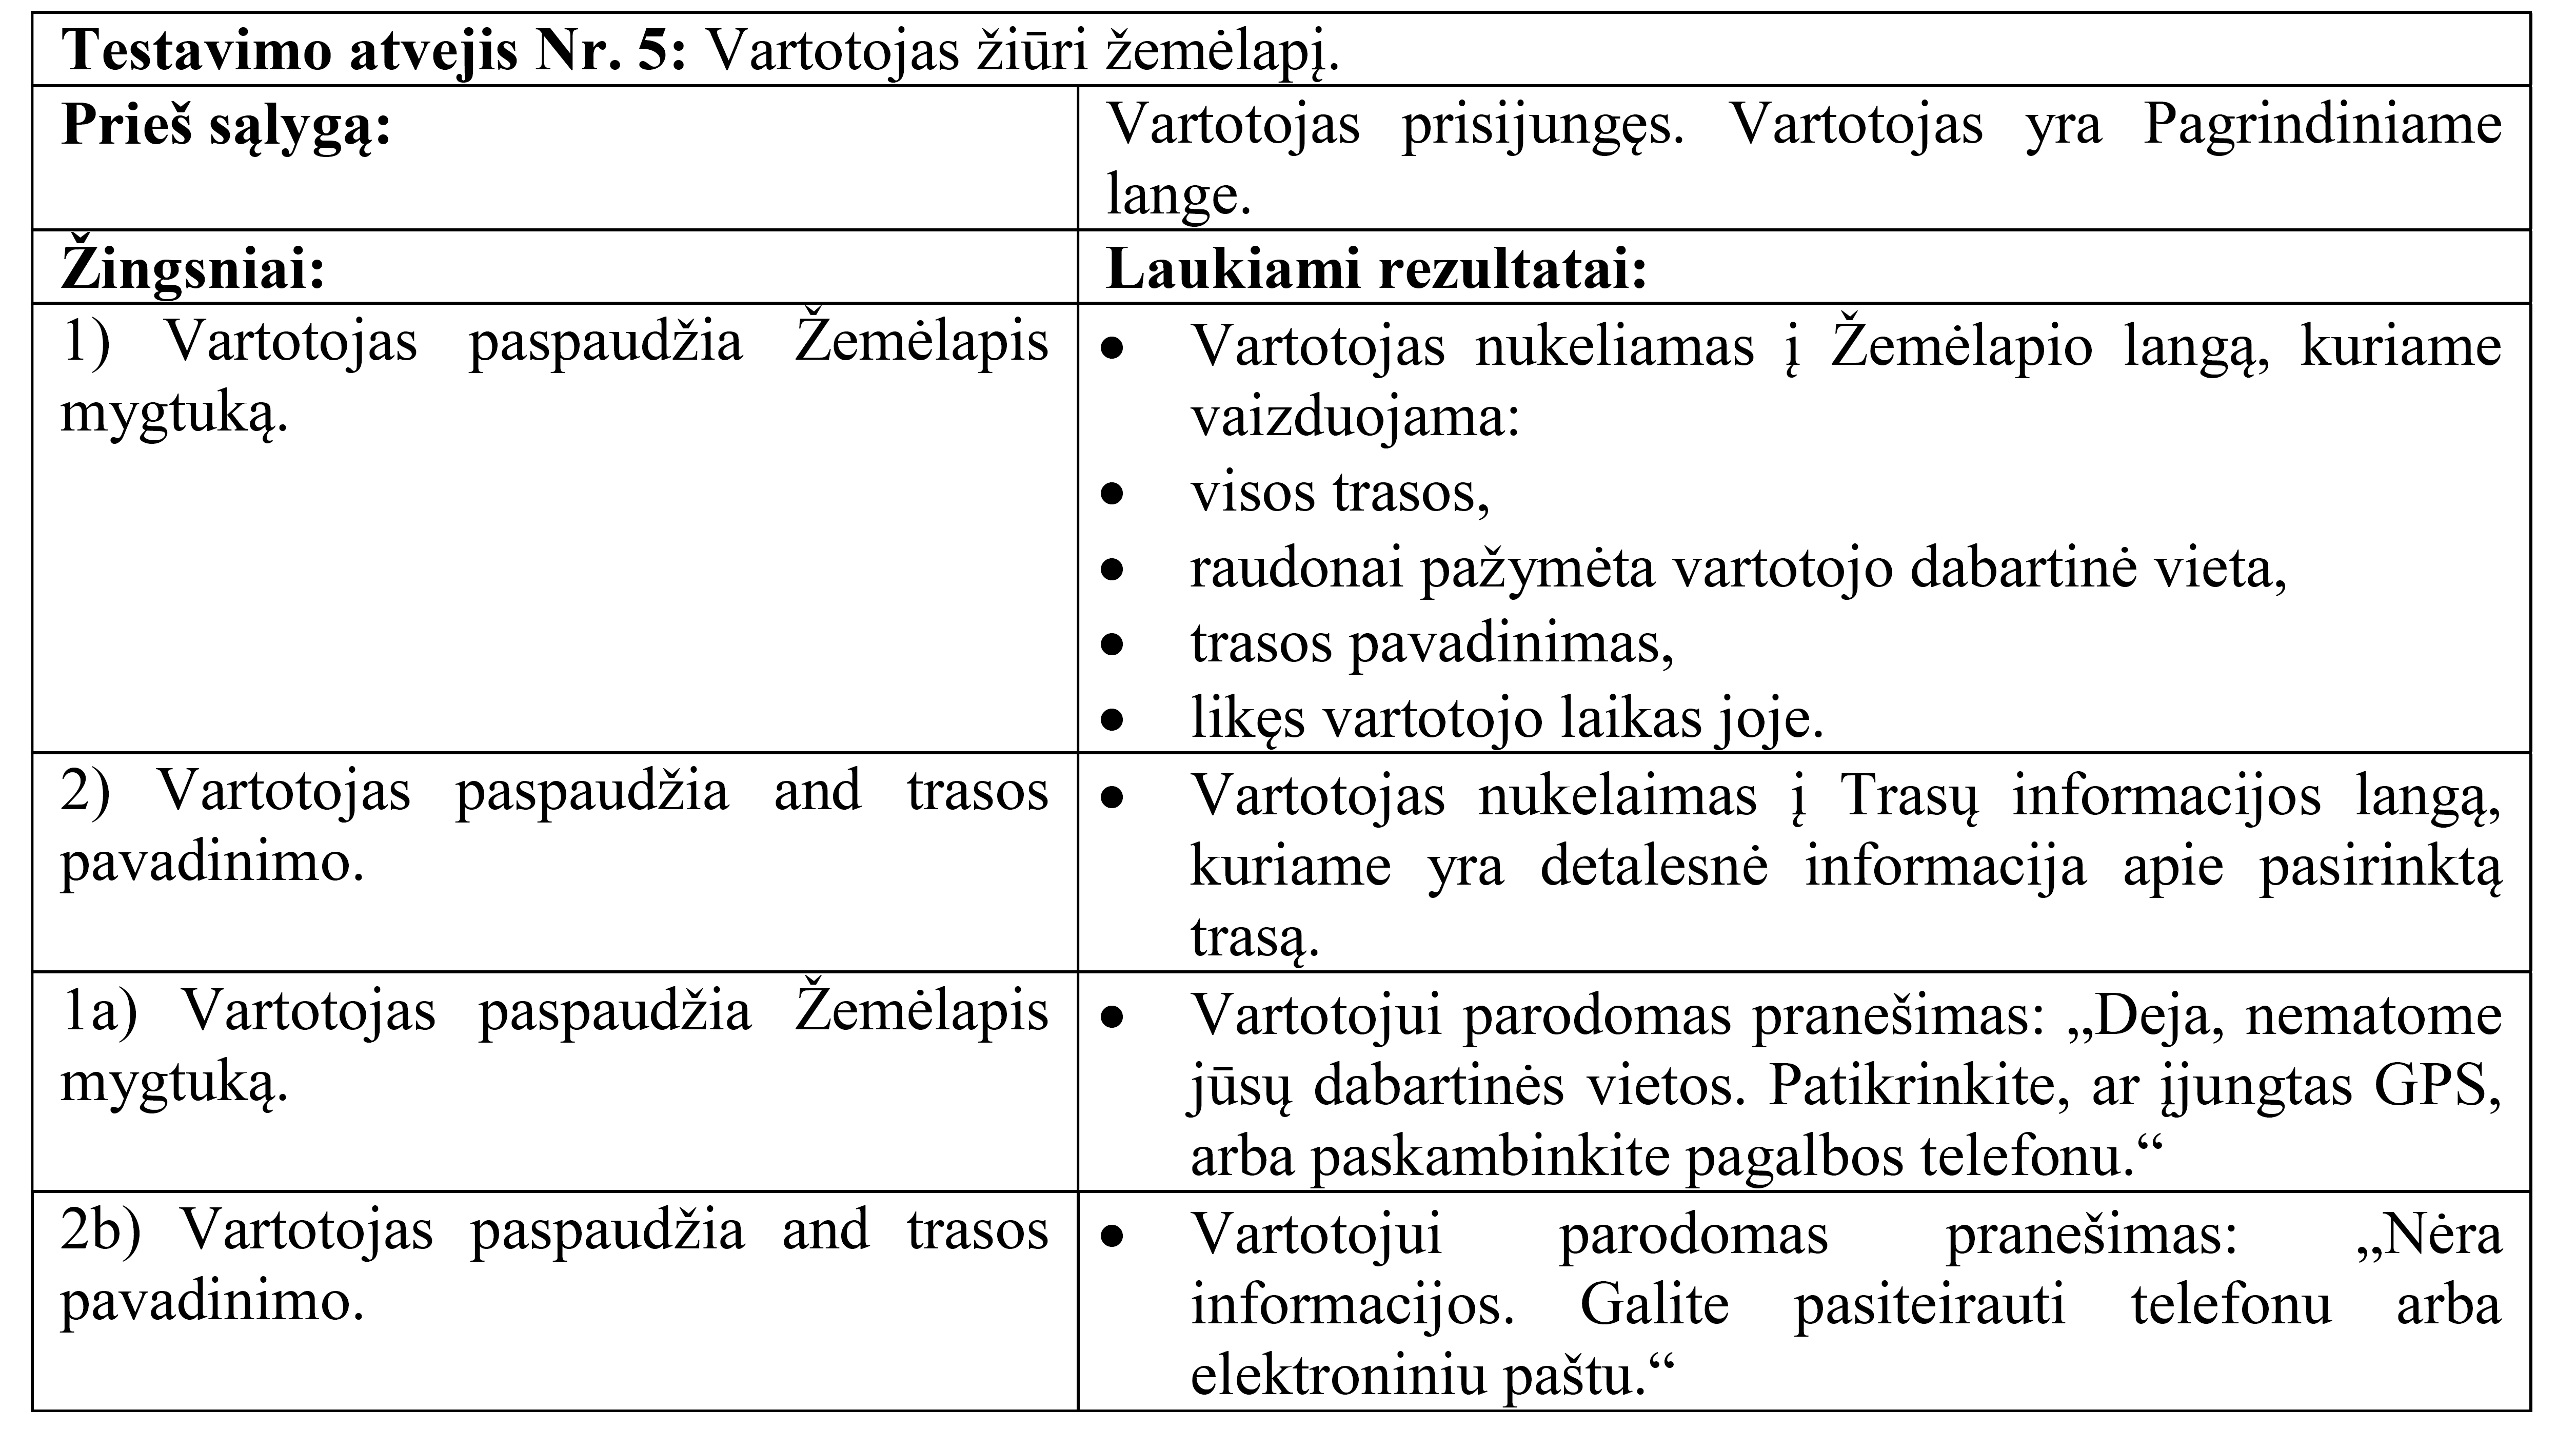 Testavimo atvejis Nr. 5: Vartotojas žiūri žemėlapį.
Prieš sąlygą:
Vartotojas prisijungęs. Vartotojas yra Pagrindiniame
lange.
Žingsniai:
Laukiami rezultatai:
1) Vartotojas paspaudžia Žemėlapis
mygtuką.
• Vartotojas nukeliamas į Žemėlapio langą, kuriame
vaizduojama:
• visos trasos,
• raudonai pažymėta vartotojo dabartinė vieta,
• trasos pavadinimas,
• likęs vartotojo laikas joje.
2) Vartotojas paspaudžia and trasos
pavadinimo.
• Vartotojas nukelaimas į Trasų informacijos langą,
kuriame yra detalesnė informacija apie pasirinktą
trasą.
1a) Vartotojas paspaudžia Žemėlapis
mygtuką.
• Vartotojui parodomas pranešimas: „Deja, nematome
jūsų dabartinės vietos. Patikrinkite, ar įjungtas GPS,
arba paskambinkite pagalbos telefonu.“
2b) Vartotojas paspaudžia and trasos
pavadinimo.
• Vartotojui parodomas pranešimas: „Nėra
informacijos. Galite pasiteirauti telefonu arba
elektroniniu paštu.“